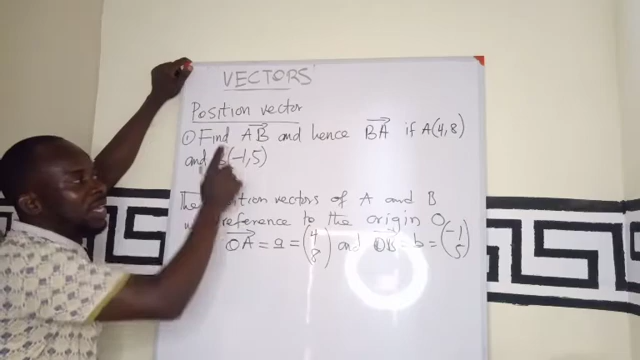 VECTORS
Position vector
① Find AB and hence BA if A(4,8)
and B(-1,5)
The position vectors of A and B
reference to the origin O
OA = a = (4 8) and OB = b = (-1 5)